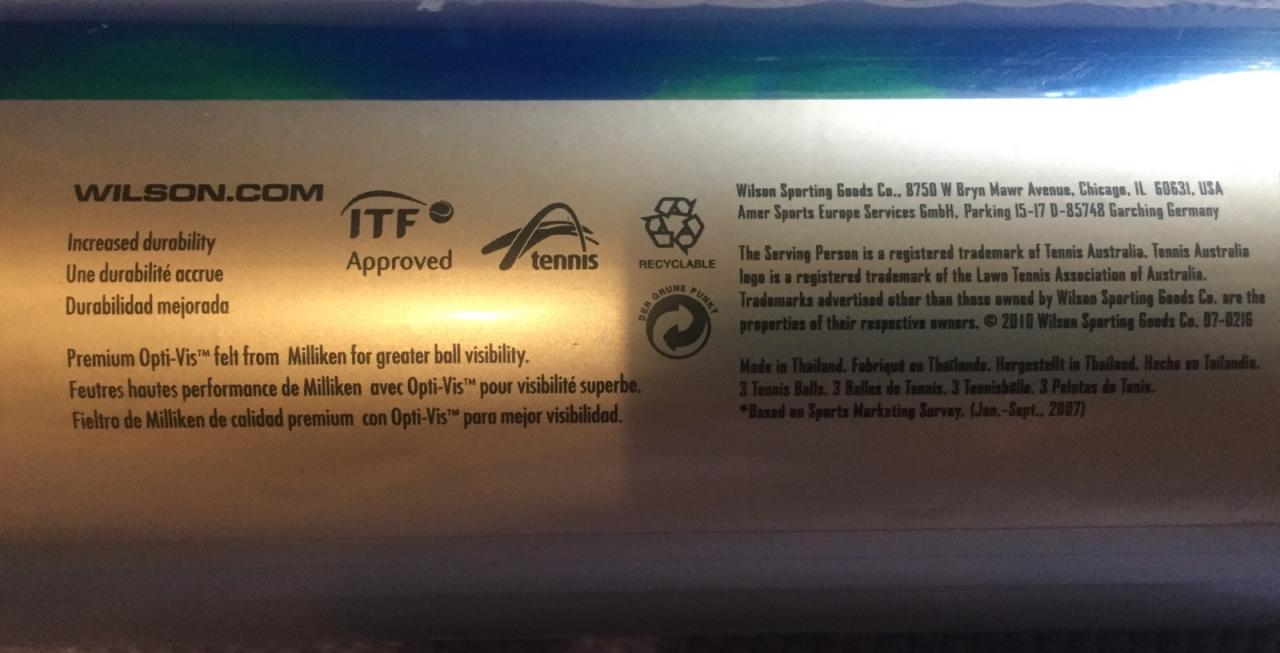 WILSON.COM
Increased durability
Une durabilité accrue
Durabilidad mejorada
Premium Opti-Vis™ felt from Milliken for greater ball visibility.
Feutres hautes performance de Milliken avec Opti-Vis™ pour visibilité superbe.
Fieltro de Milliken de calidad premium con Opti-Vis™ para mejor visibilidad.
ITF
Approved
tennis
RECYCLABLE
DER GRUNE PUNKT
Wilson Sporting Goods Co., 8750 W Bryn Mawr Avenue, Chicago, IL 60631, USA
Amer Sports Europe Services GmbH, Parking 15-17 D-85748 Garching Germany
The Serving Person is a registered trademark of Tennis Australia. Tennis Australia
logo is a registered trademark of the Lawn Tennis Association of Australia.
Trademarks advertised other than those owned by Wilson Sporting Goods Co. are the
properties of their respective owners. © 2010 Wilson Sporting Goods Co. 07-0216
Made in Thailand. Fabriqué en Thaïlande. Hergestellt in Thailand. Hecho en Tailandia.
3 Tennis Balls. 3 Balles de Tennis. 3 Tennisbälle. 3 Pelotas de Tenis.
*Based on Sports Marketing Survey, (Jan.-Sept., 2007)